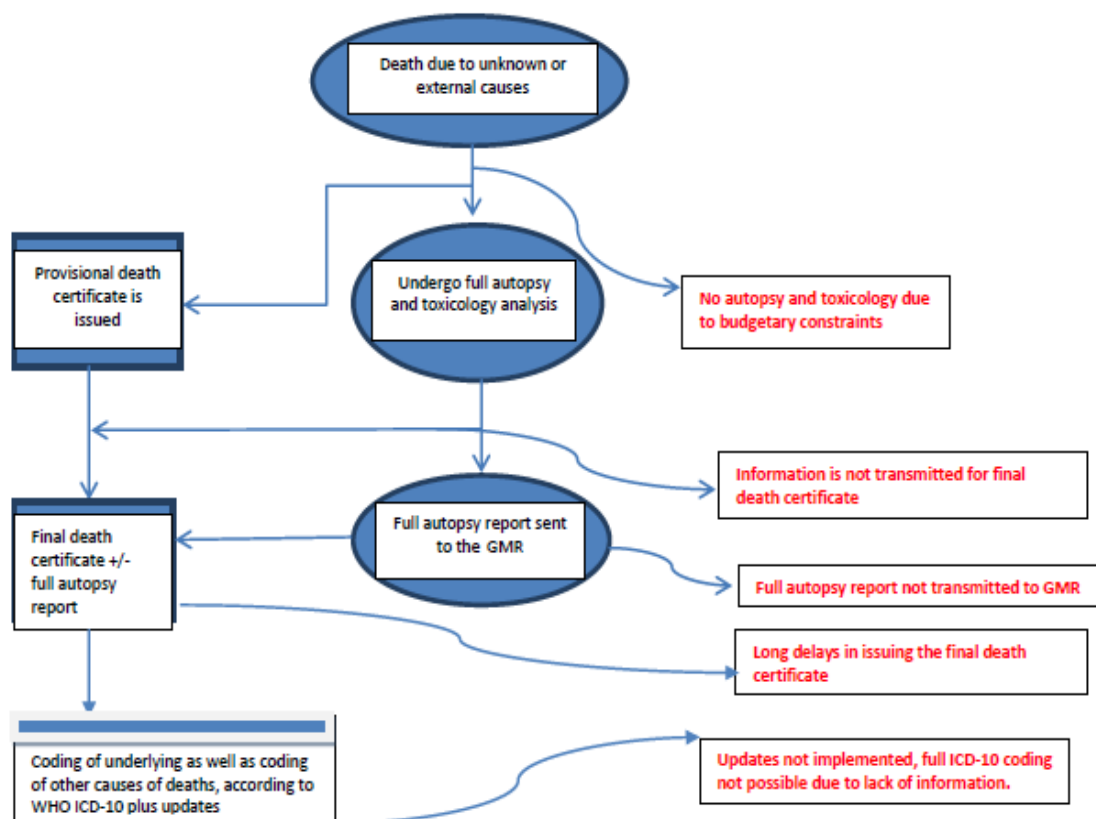 Death due to unknown or
external causes
Provisional death
certificate is
issued
Undergo full autopsy
and toxicology analysis
No autopsy and toxicology due
to budgetary constraints
Information is not transmitted for final
death certificate
Final death
certificate +/-
full autopsy
report
Full autopsy report sent
to the GMR
Full autopsy report not transmitted to GMR
Long delays in issuing the final death
certificate
Coding of underlying as well as coding
of other causes of deaths, according to
WHO ICD-10 plus updates
Updates not implemented, full ICD-10 coding
not possible due to lack of information.